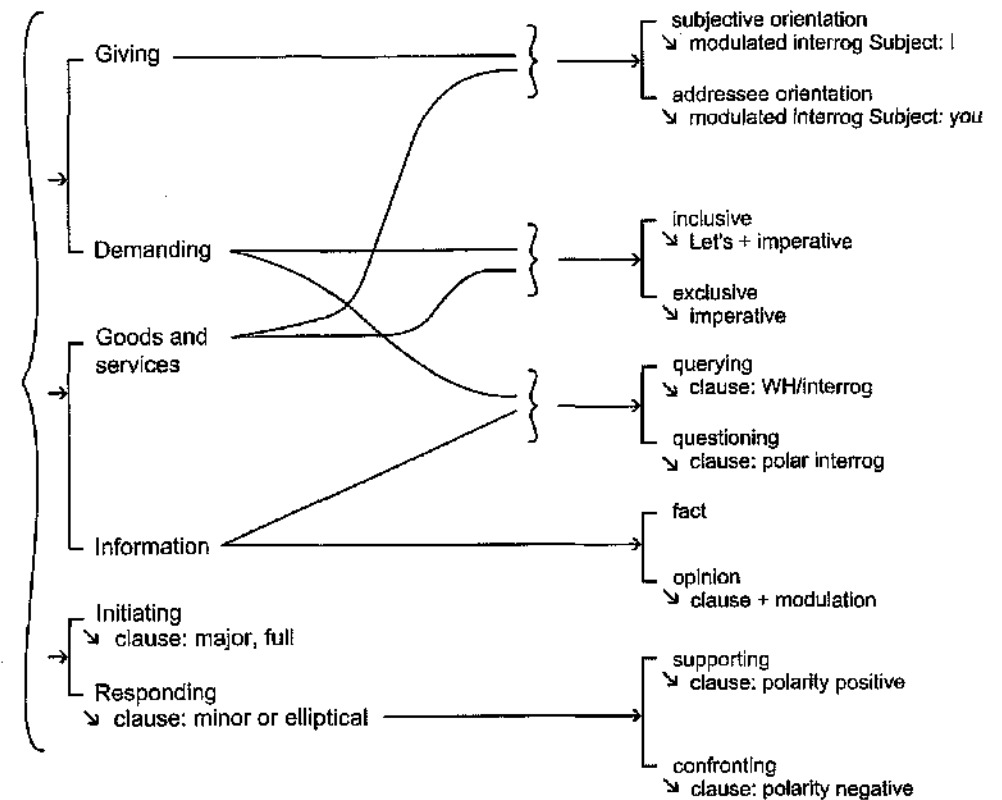 Giving
Demanding
Goods and
services
Information
Initiating
↘ clause: major, full
Responding
↘ clause: minor or elliptical
subjective orientation
↘ modulated interrog Subject: I
addressee orientation
↘ modulated interrog Subject: you
inclusive
↘ Let's + imperative
exclusive
↘ imperative
querying
↘ clause: WH/interrog
questioning
↘ clause: polar interrog
fact
opinion
↘ clause + modulation
supporting
↘ clause: polarity positive
confronting
↘ clause: polarity negative